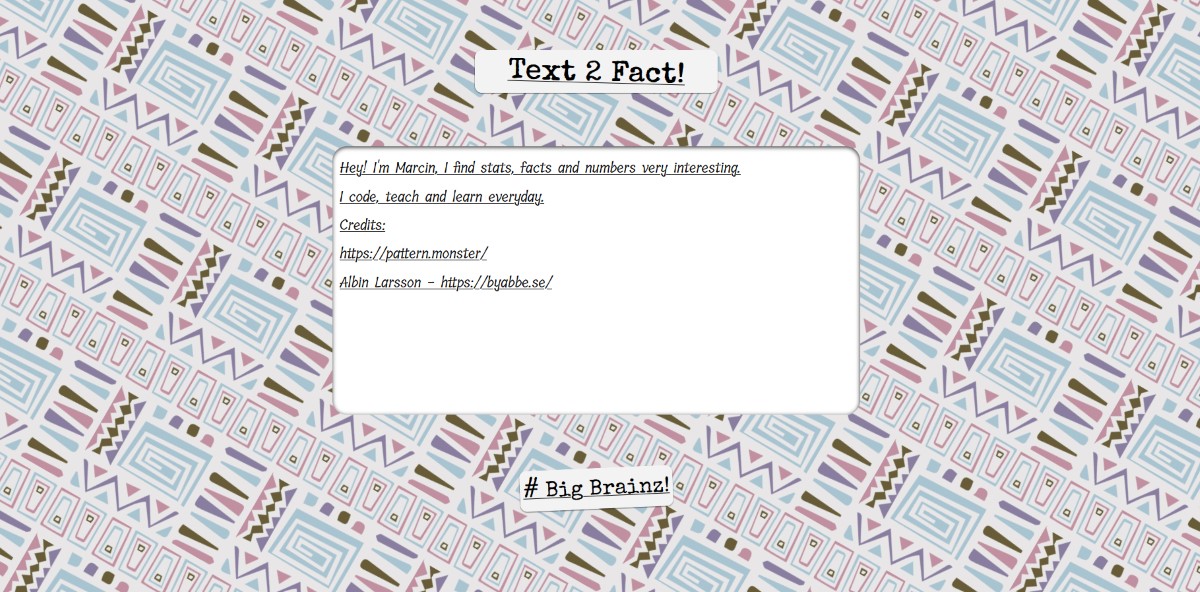 Text 2 Fact!
Hey! I'm Marcin, I find stats, facts and numbers very interesting.
I code, teach and learn everyday.
Credits:
https://pattern.monster/
Albin Larsson - https://byabbe.se/
# Big Brainz!